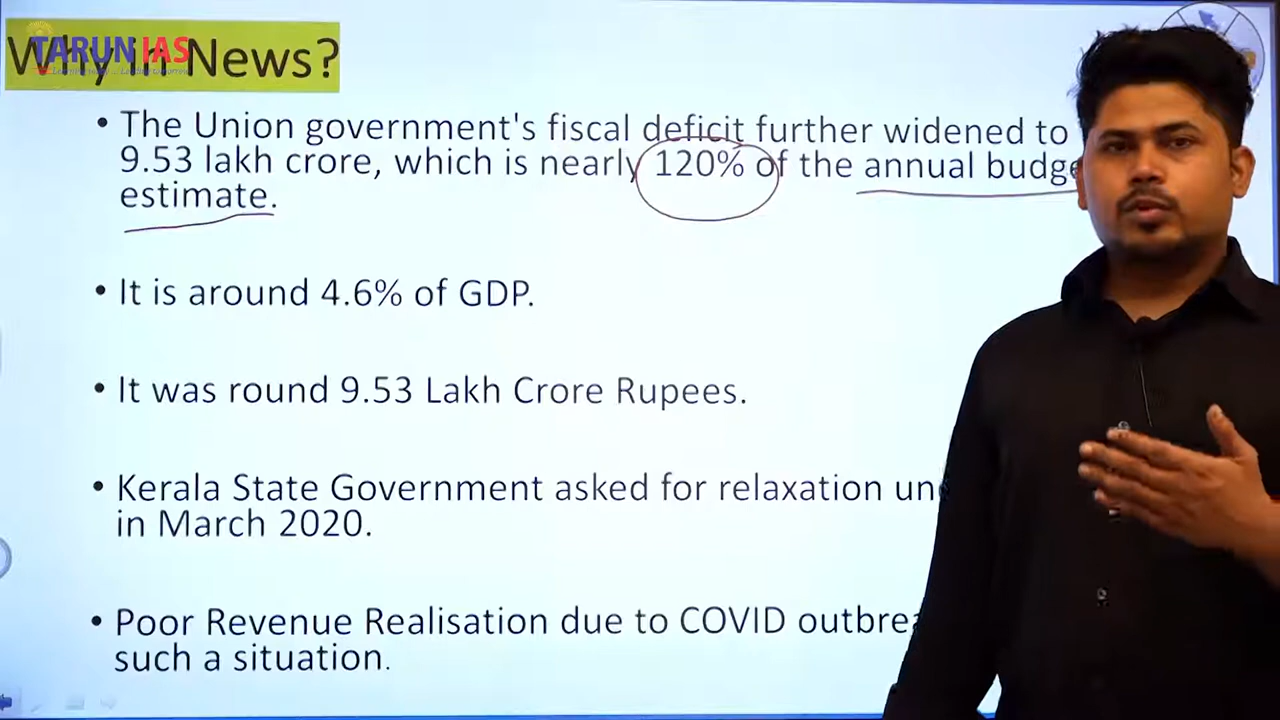 Why in News?
TARUN IAS
• The Union government's fiscal deficit further widened to
9.53 lakh crore, which is nearly 120% of the annual budge
estimate.
• It is around 4.6% of GDP.
• It was round 9.53 Lakh Crore Rupees.
• Kerala State Government asked for relaxation un
in March 2020.
• Poor Revenue Realisation due to COVID outbrea
such a situation.